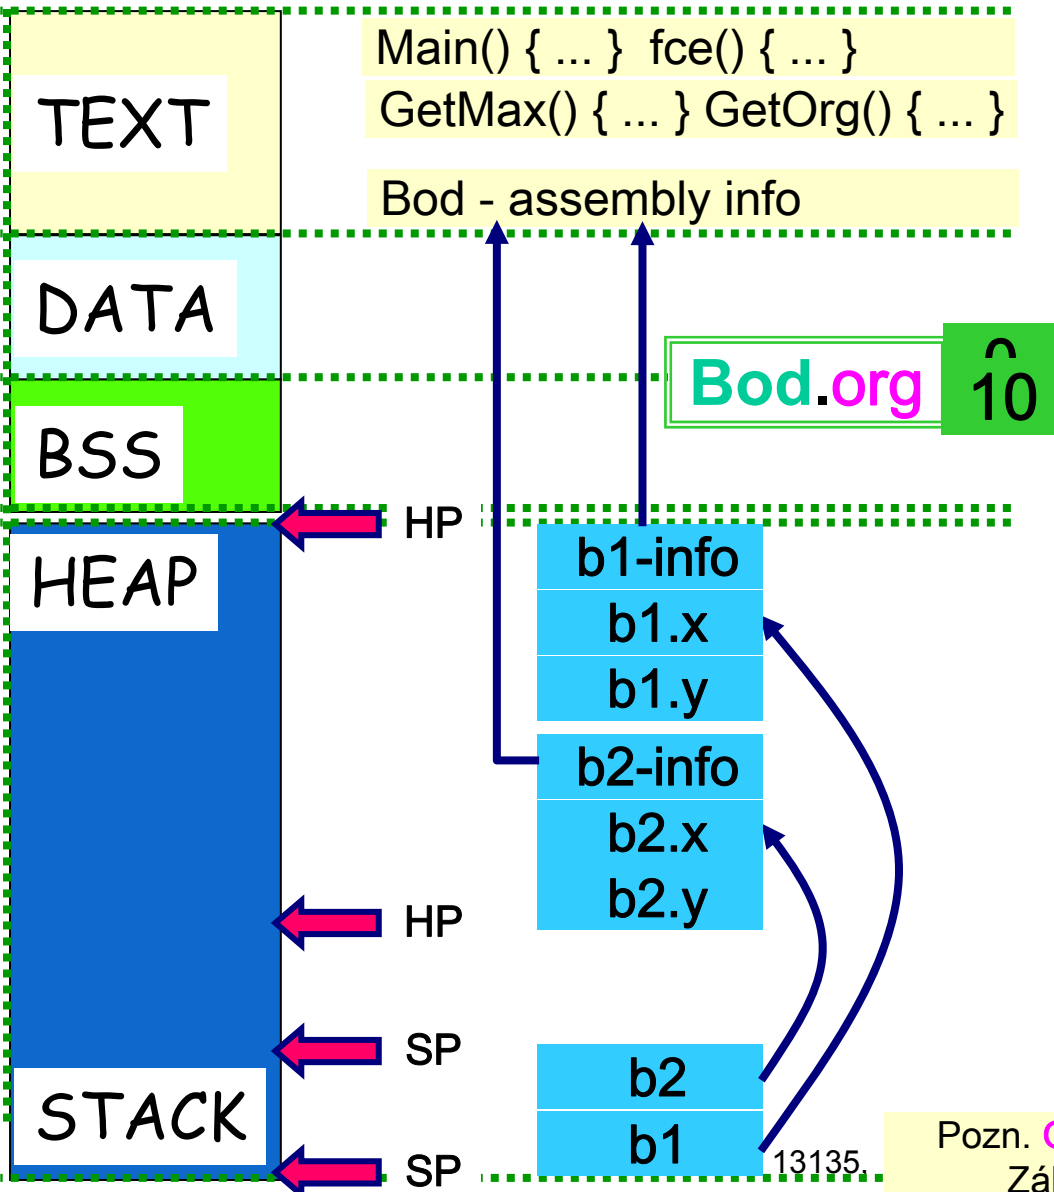 Main() { ... } fce() { ... }
TEXT
GetMax() { ... } GetOrg() { ... }
Bod - assembly info
DATA
Bod.org
10
BSS
HP
b1-info
HEAP
b1.x
b1.y
b2-info
b2.x
b2.y
HP
SP
b2
STACK
b1
13135,
Pozn.
SP